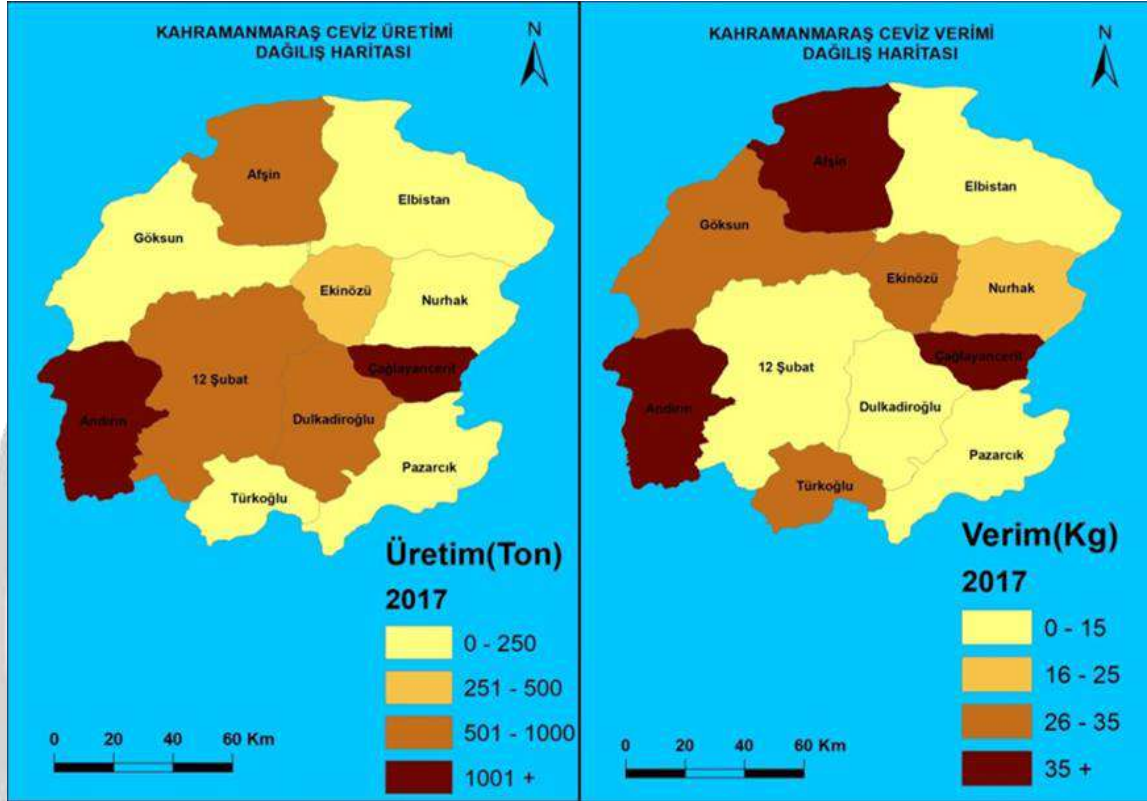 KAHRAMANMARAŞ CEVİZ ÜRETİMİ
DAĞILIŞ HARİTASI
N
Afşin
Elbistan
Göksun
Ekinözü
Nurhak
Çağlayancerit
12 Şubat
Andırın
Dulkadiroğlu
Pazarcık
Türkoğlu
Üretim(Ton)
2017
0 - 250
251 - 500
501 - 1000
1001 +
0 20 40 60 Km
KAHRAMANMARAŞ CEVİZ VERİMİ
DAĞILIŞ HARİTASI
N
Afşin
Elbistan
Göksun
Ekinözü
Nurhak
Çağlayancerit
12 Şubat
Andırın
Dulkadiroğlu
Pazarcık
Türkoğlu
Verim(Kg)
2017
0 - 15
16 - 25
26 - 35
35 +
0 20 40 60 Km